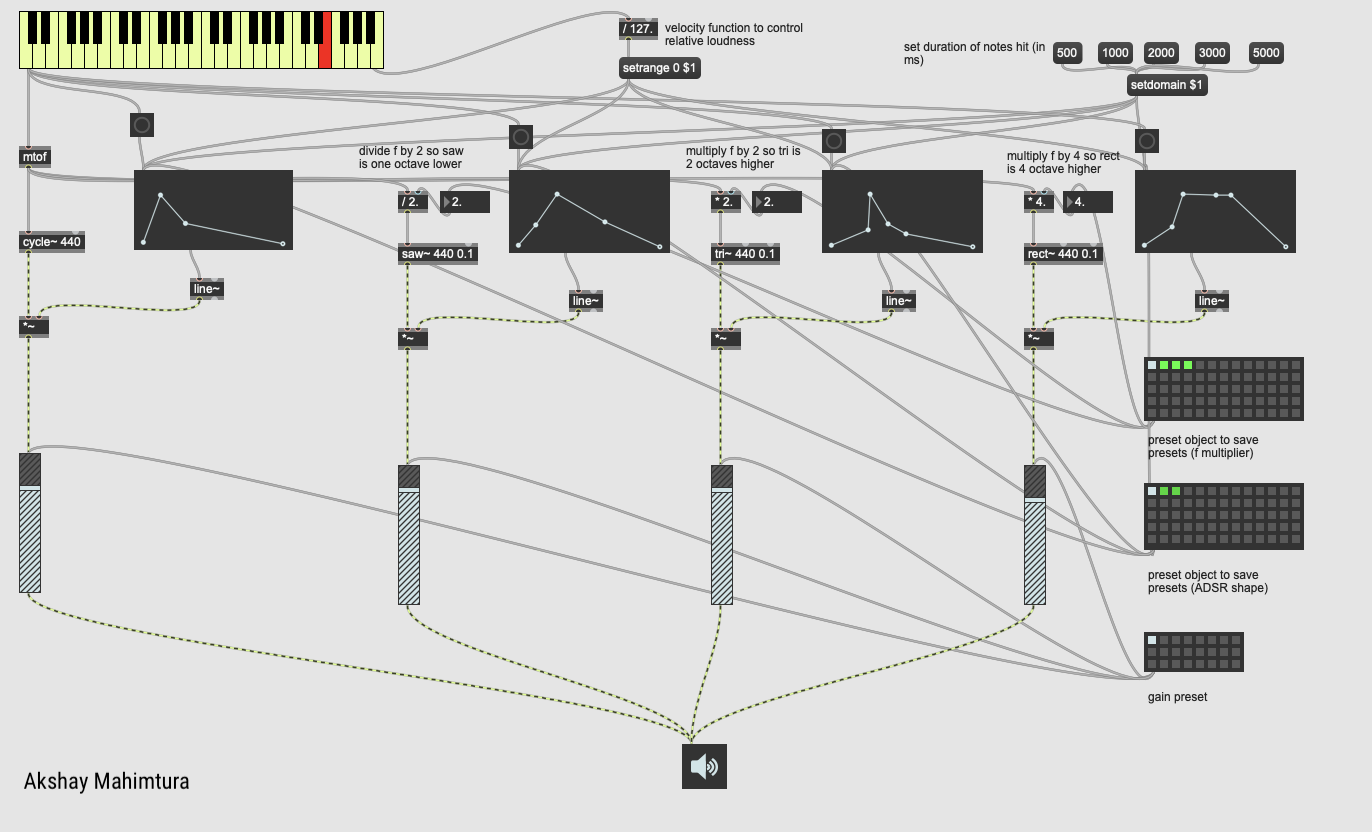 / 127.
velocity function to control
relative loudness
setrange 0 $1
set duration of notes hit (in
ms)
500
1000
2000
3000
5000
setdomain $1
mtof
divide f by 2 so saw
is one octave lower
multiply f by 2 so tri is
2 octaves higher
multiply f by 4 so rect
is 4 octave higher
/ 2.
2.
* 2.
2.
* 4.
4.
cycle~ 440
saw~ 440 0.1
tri~ 440 0.1
rect~ 440 0.1
line~
line~
line~
line~
*~
*~
*~
*~
preset object to save
presets (f multiplier)
preset object to save
presets (ADSR shape)
gain preset
Akshay Mahimtura